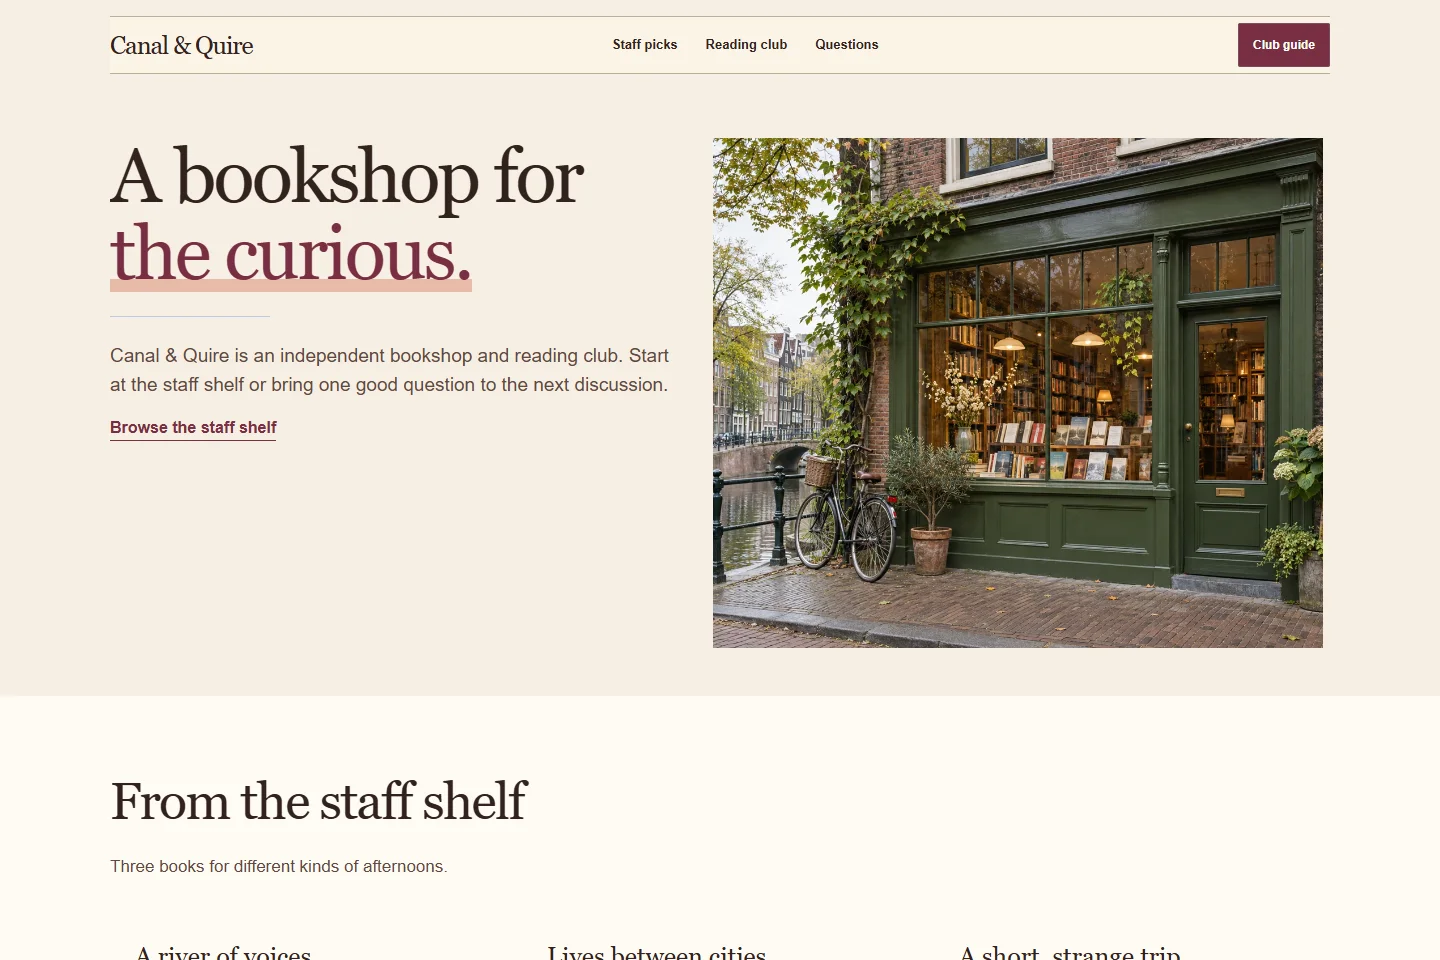 Canal & Quire
Staff picks
Reading club
Questions
Club guide
A bookshop for
the curious.
Canal & Quire is an independent bookshop and reading club. Start
at the staff shelf or bring one good question to the next discussion.
Browse the staff shelf
From the staff shelf
Three books for different kinds of afternoons.
A river of voices
Lives between cities
A short, strange trip